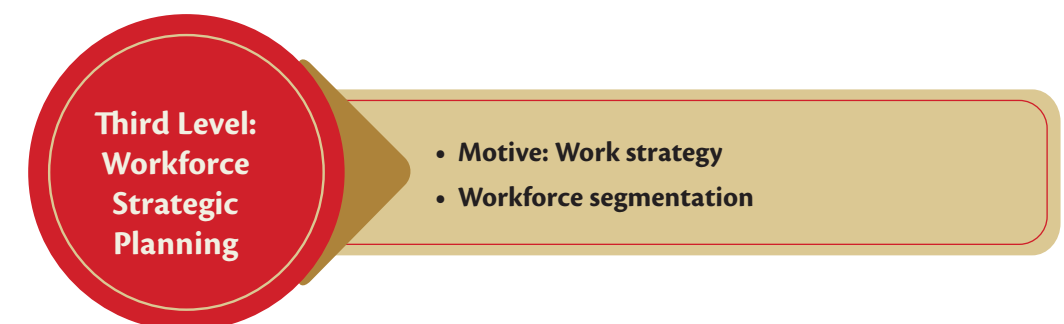 Third Level:
Workforce
Strategic
Planning
• Motive: Work strategy
• Workforce segmentation